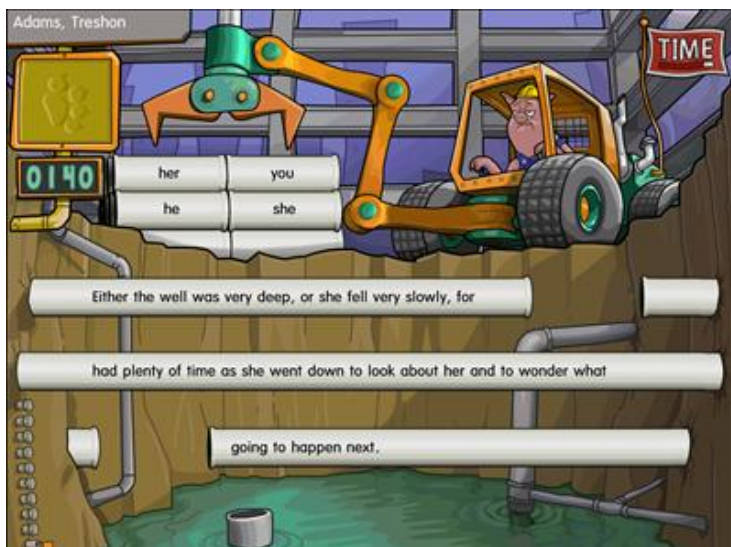 Adams, Treshon
TIME
0140
her you
he she
Either the well was very deep, or she fell very slowly, for
had plenty of time as she went down to look about her and to wonder what
going to happen next.